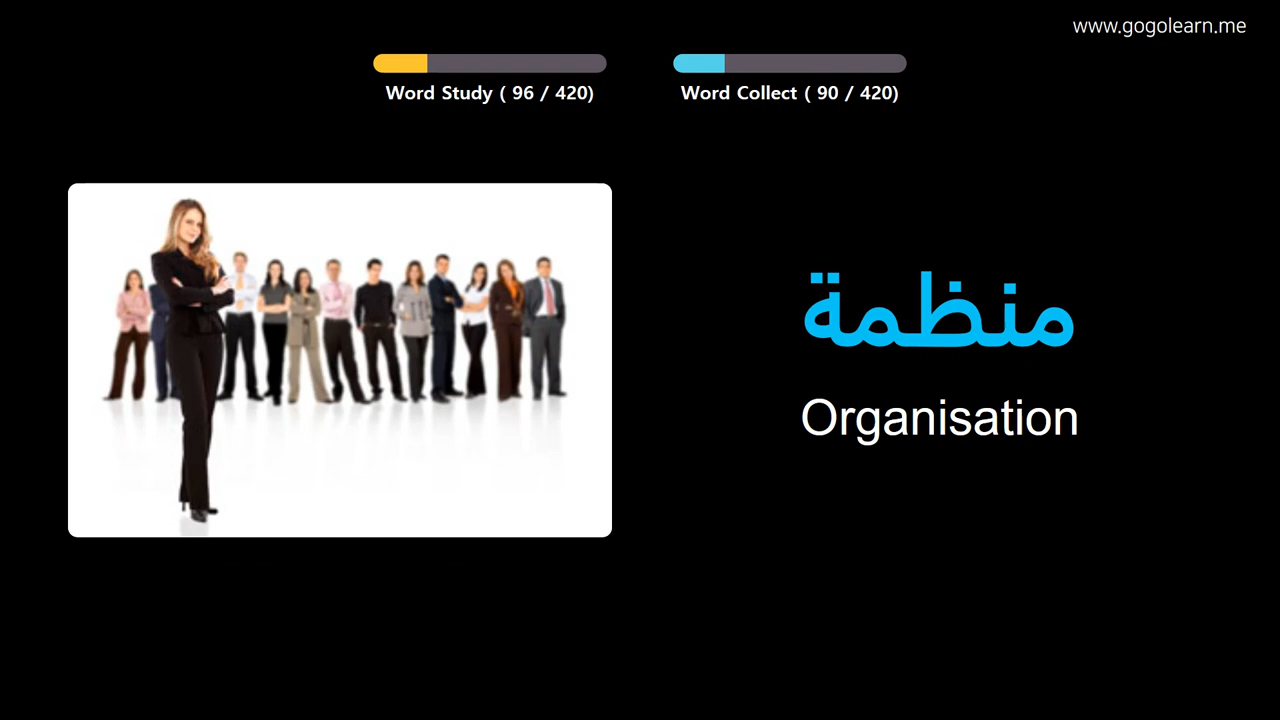 www.gogolearn.me
Word Study ( 96 / 420)
Word Collect ( 90 / 420)
منظمة
Organisation